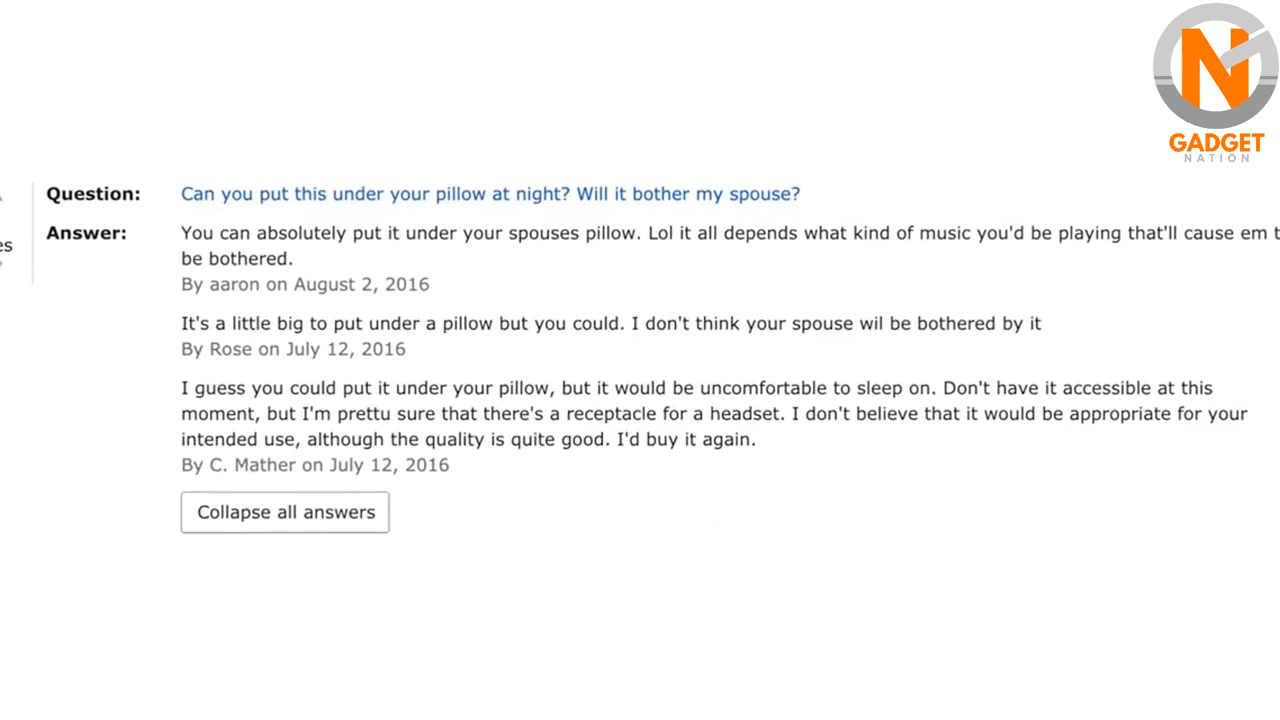 GADGET
NATION
Question: Can you put this under your pillow at night? Will it bother my spouse?
es
Answer: You can absolutely put it under your spouses pillow. Lol it all depends what kind of music you'd be playing that'll cause em t
be bothered.
By aaron on August 2, 2016
It's a little big to put under a pillow but you could. I don't think your spouse wil be bothered by it
By Rose on July 12, 2016
I guess you could put it under your pillow, but it would be uncomfortable to sleep on. Don't have it accessible at this
moment, but I'm prettu sure that there's a receptacle for a headset. I don't believe that it would be appropriate for your
intended use, although the quality is quite good. I'd buy it again.
By C. Mather on July 12, 2016
Collapse all answers